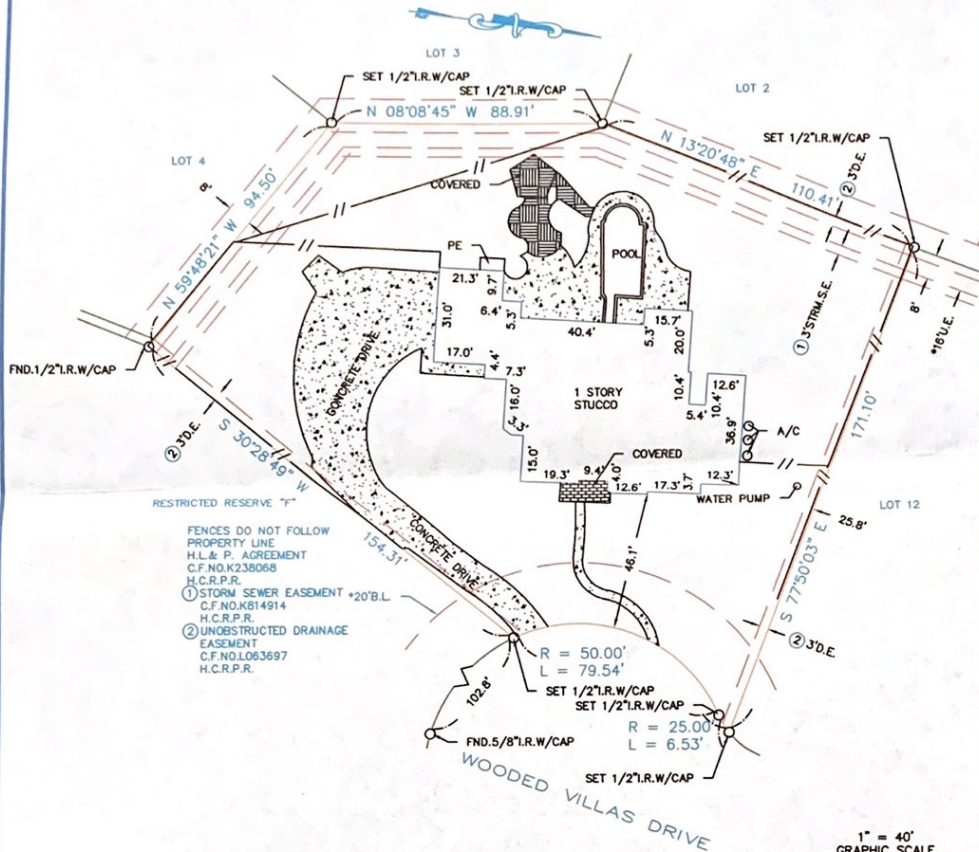 LOT 3
SET 1/2"I.R.W/CAP
SET 1/2"I.R.W/CAP
LOT 2
N 08°08'45" W 88.91'
SET 1/2"I.R.W/CAP
N 13°20'48" E 110.41'
② 3'D.E.
LOT 4
8'
N 59°48'21" W 94.50'
COVERED
PE
POOL
① 3'STRM.S.E.
8'
*16'U.E.
21.3'
9.7'
6.4'
5.3'
31.0'
40.4'
15.7'
5.3'
20.0'
17.0'
4.4'
7.3'
16.0'
10.4'
12.6'
10.4'
5.4'
36.9'
1 STORY
STUCCO
CONCRETE DRIVE
FND.1/2"I.R.W/CAP
171.10'
A/C
② 3'D.E.
S 30°28'49" W
154.31'
15.0'
19.3'
9.4'
4.0'
COVERED
12.6'
17.3'
3.7'
12.3'
WATER PUMP
LOT 12
25.8'
RESTRICTED RESERVE "F"
FENCES DO NOT FOLLOW
PROPERTY LINE
H.L.& P. AGREEMENT
C.F.NO.K238068
H.C.R.P.R.
① STORM SEWER EASEMENT
C.F.NO.K814914
H.C.R.P.R.
② UNOBSTRUCTED DRAINAGE
EASEMENT
C.F.NO.L063697
H.C.R.P.R.
*20'B.L.
CONCRETE DRIVE
46.1'
S 77°50'03" E
② 3'D.E.
R = 50.00'
L = 79.54'
SET 1/2"I.R.W/CAP
SET 1/2"I.R.W/CAP
102.8'
R = 25.00'
L = 6.53'
FND.5/8"I.R.W/CAP
SET 1/2"I.R.W/CAP
WOODED VILLAS DRIVE
1" = 40'
GRAPHIC SCALE